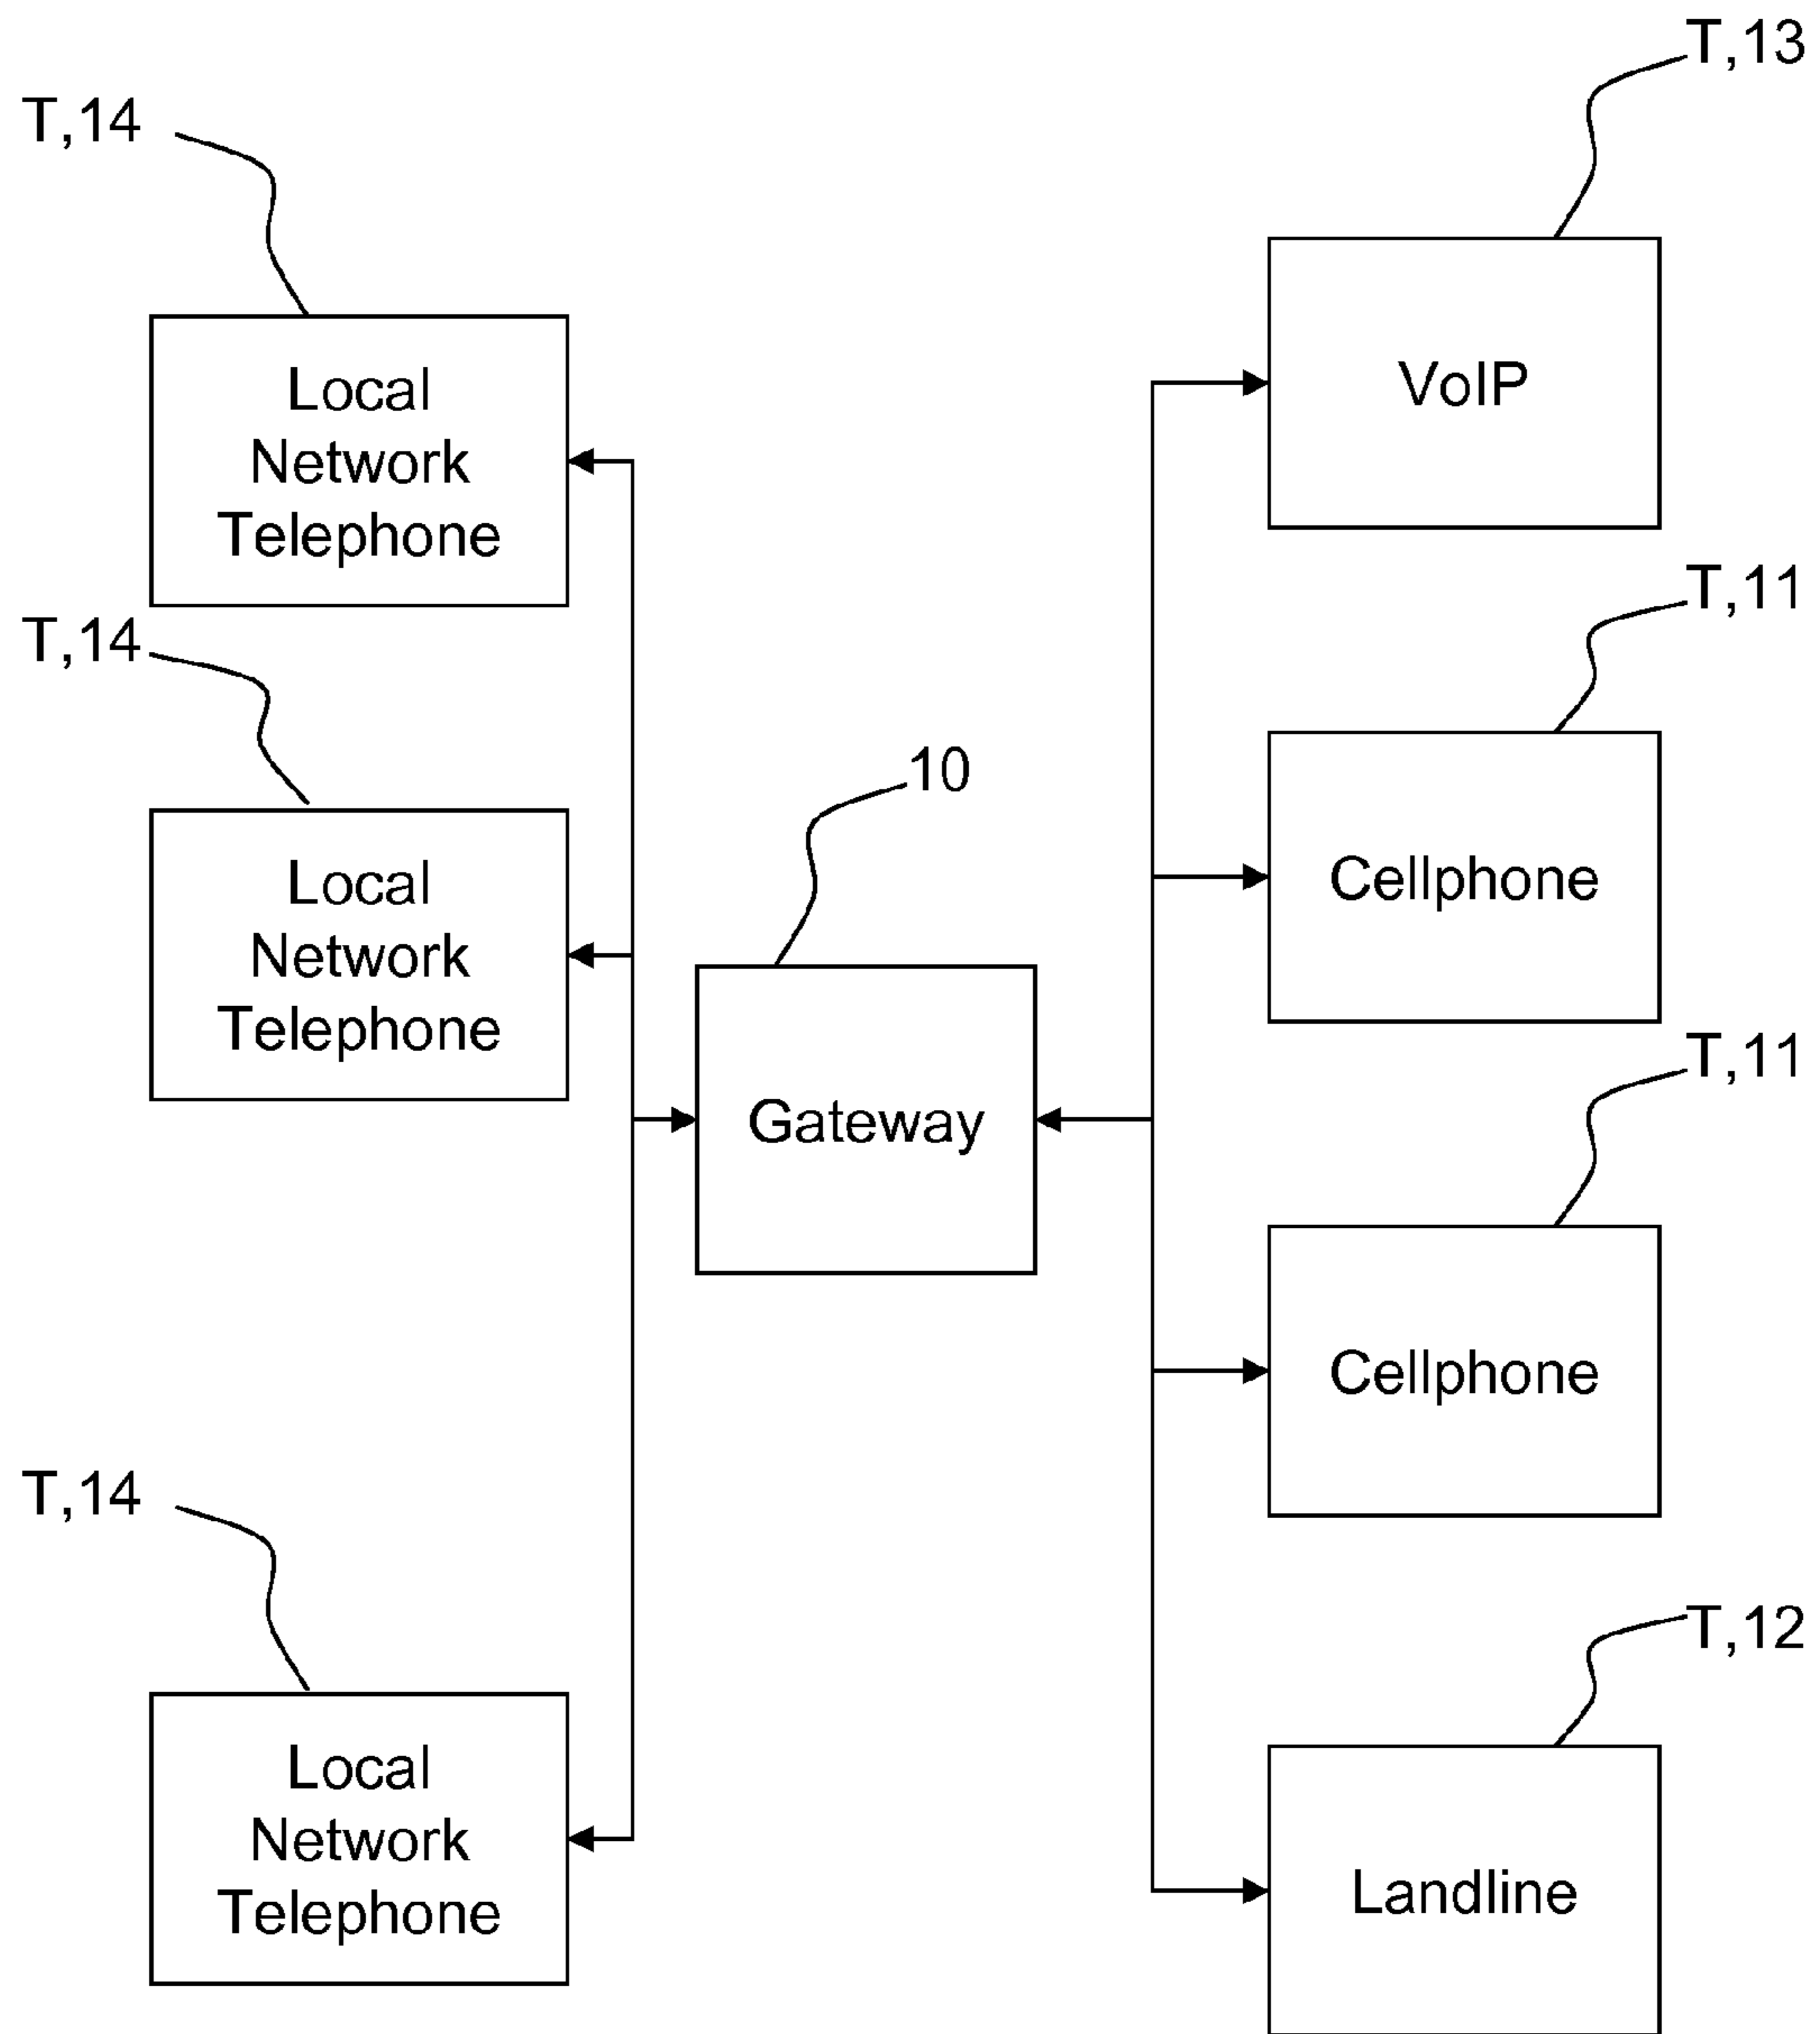 T,13
T,14
Local
Network
Telephone
VoIP
T,11
T,14
10
Local
Network
Telephone
Cellphone
T,11
Gateway
Cellphone
T,14
T,12
Local
Network
Telephone
Landline